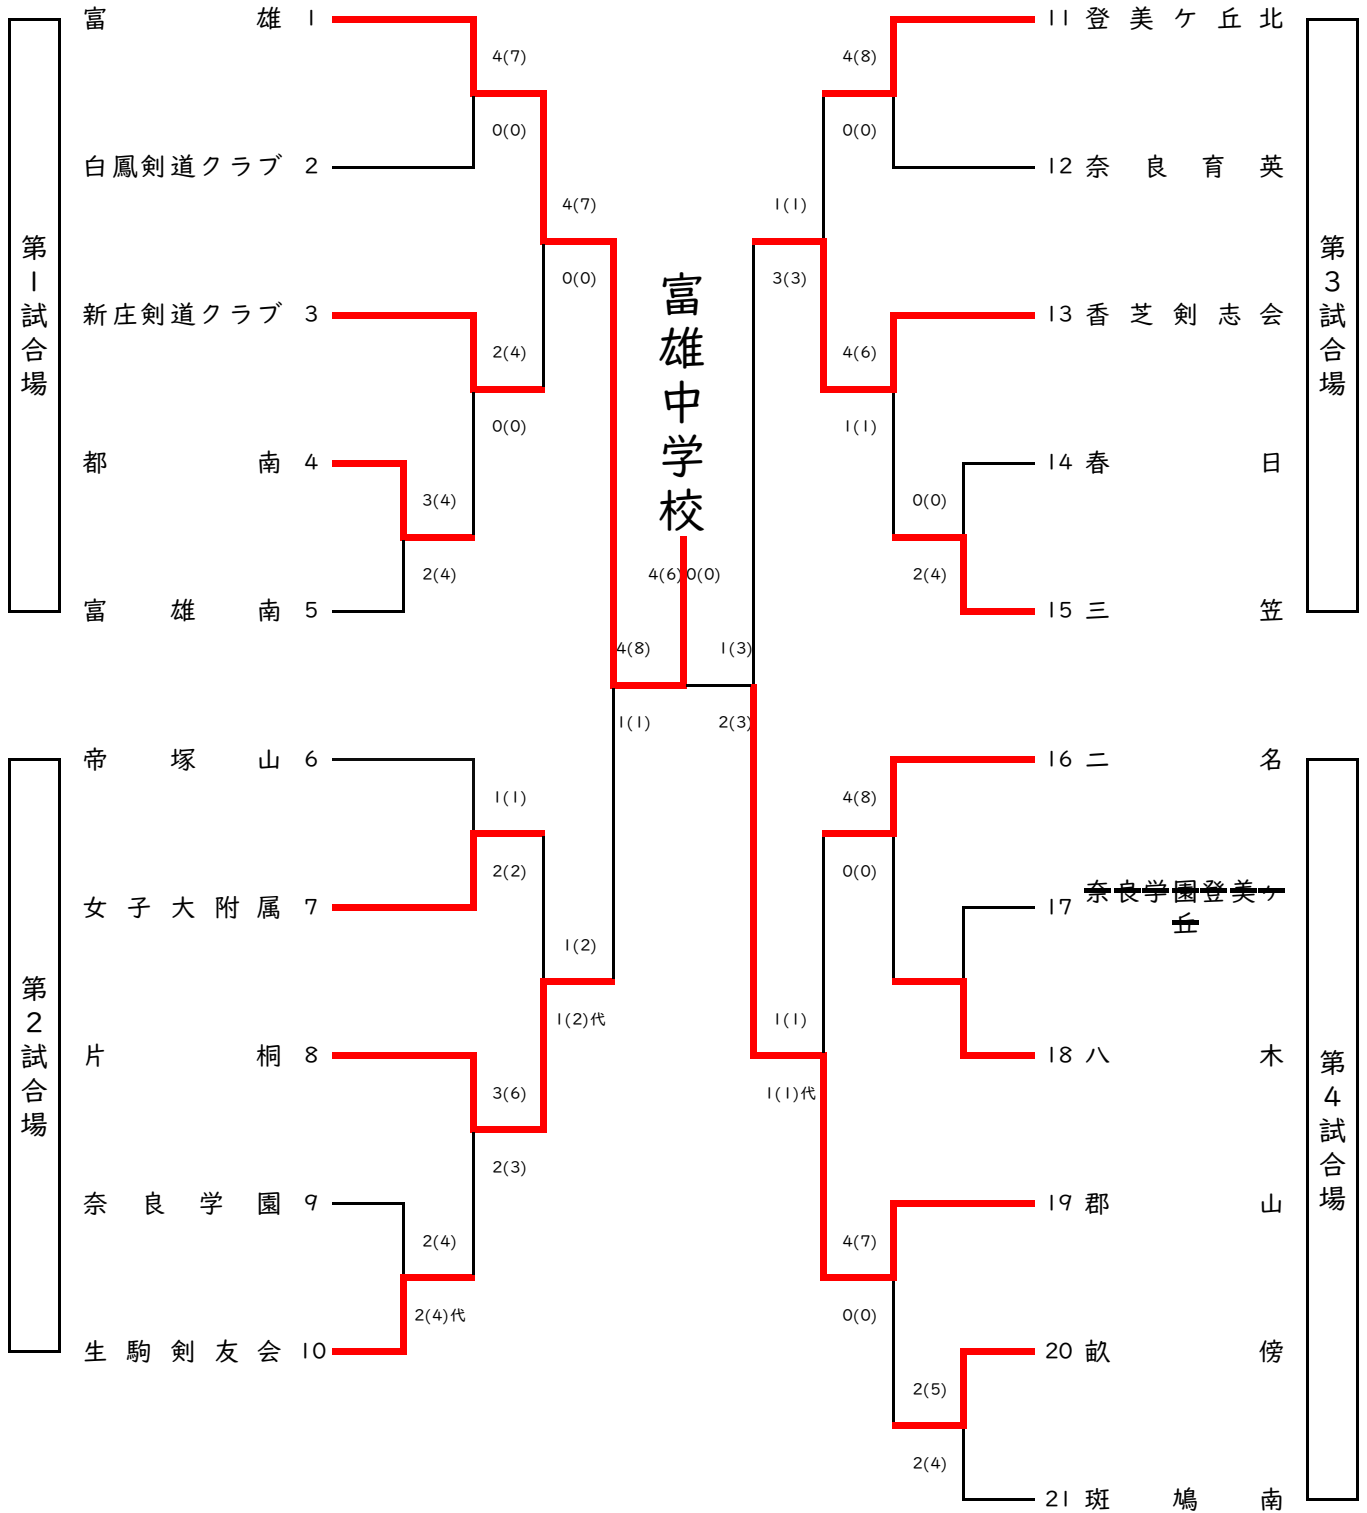 第1試合場
富雄 1
4(7)
0(0)
白鳳剣道クラブ 2
4(7)
0(0)
新庄剣道クラブ 3
2(4)
0(0)
都南 4
3(4)
2(4)
富雄南 5
4(8)
1(1)
第2試合場
帝塚山 6
1(1)
2(2)
女子大附属 7
1(2)
1(2)代
片桐 8
3(6)
2(3)
奈良学園 9
2(4)
2(4)代
生駒剣友会 10
富雄中学校
4(6) 0(0)
第3試合場
11 登美ケ丘北
4(8)
0(0)
12 奈良育英
1(1)
3(3)
13 香芝剣志会
4(6)
1(1)
14 春日
0(0)
2(4)
15 三笠
1(3)
2(3)
第4試合場
16 二名
4(8)
0(0)
17 奈良学園登美ヶ
丘
1(1)
1(1)代
18 八木
19 郡山
4(7)
0(0)
20 畝傍
2(5)
2(4)
21 斑鳩南